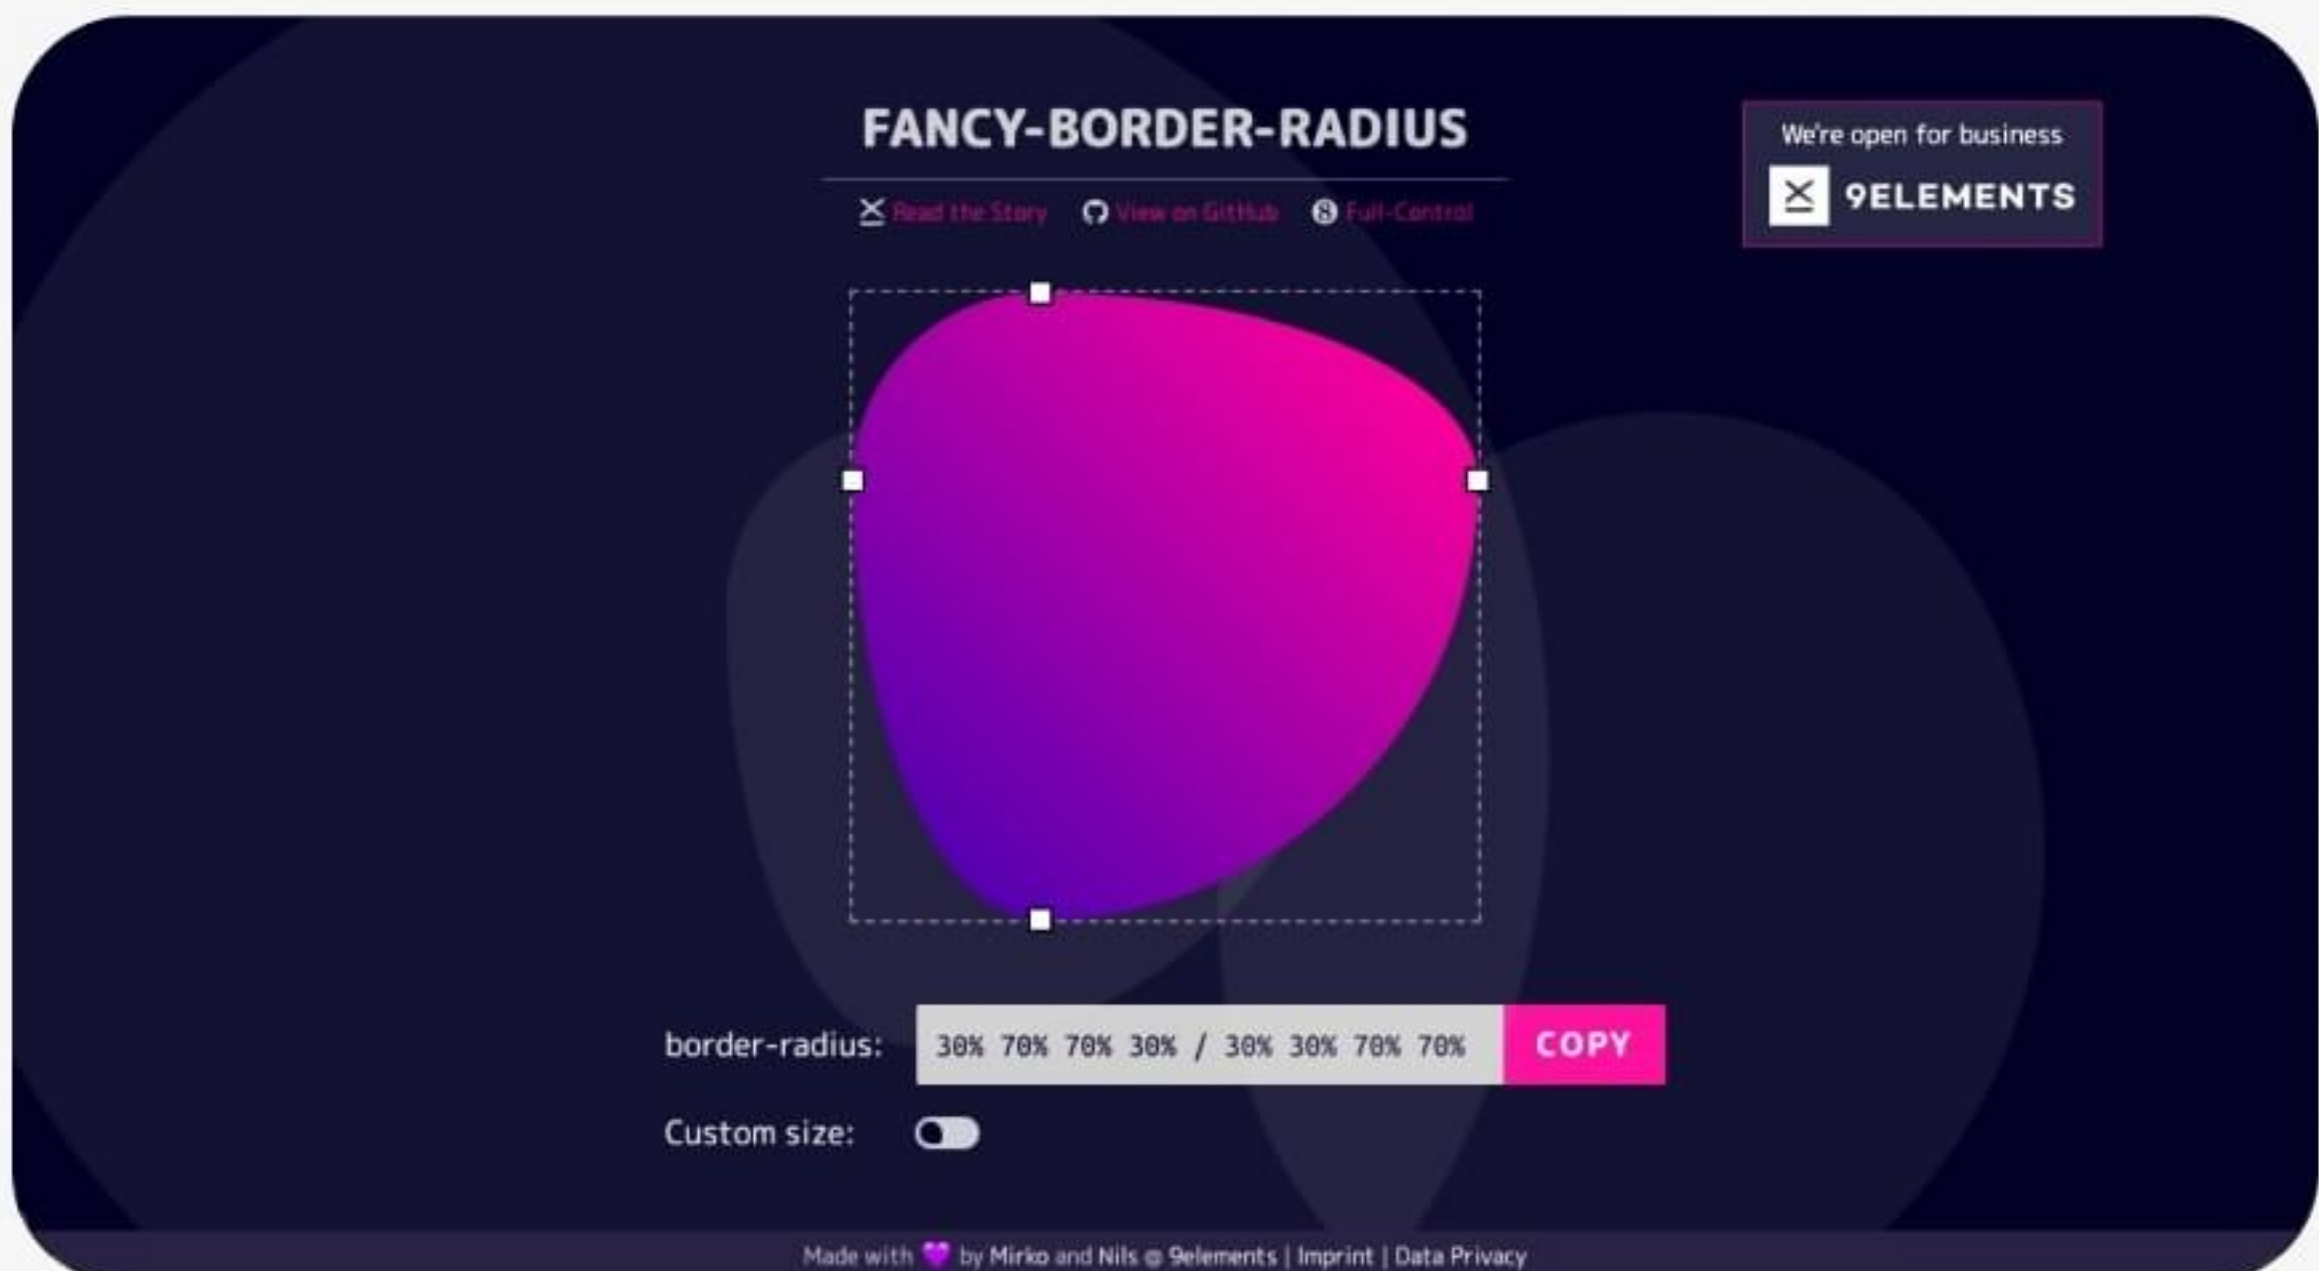 FANCY-BORDER-RADIUS
We're open for business
9ELEMENTS
Read the Story View on GitHub 8 Full-Control
border-radius: 30% 70% 70% 30% / 30% 30% 70% 70% COPY
Custom size:
Made with 💜 by Mirko and Nils @ 9elements | Imprint | Data Privacy